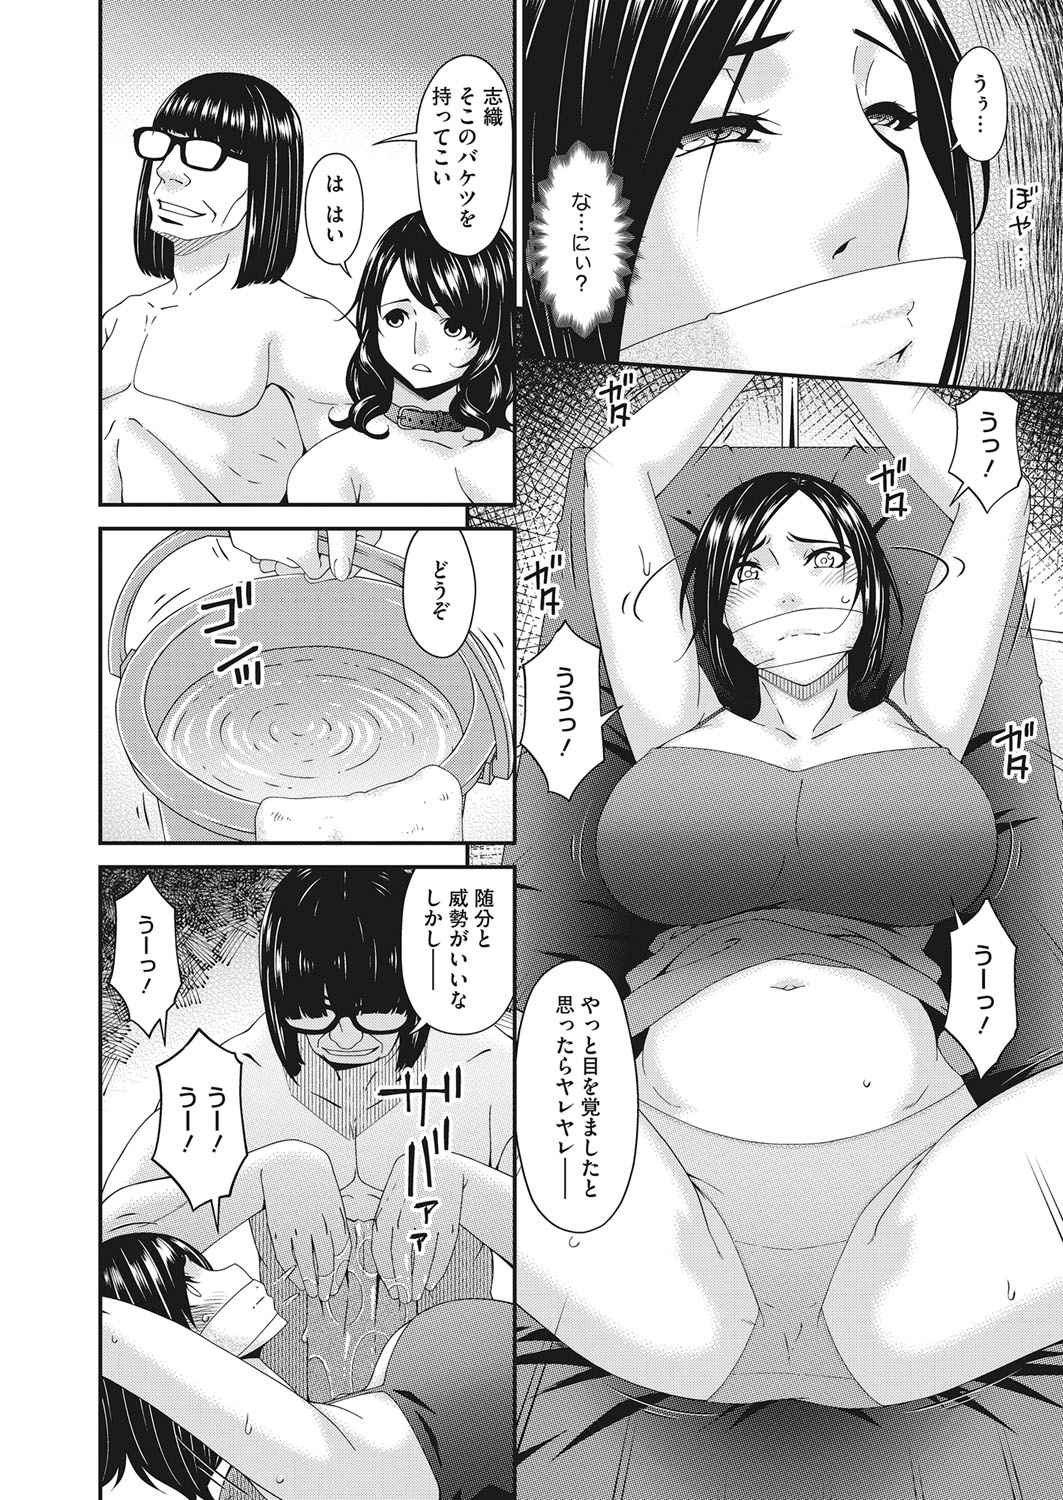 うぅ…
ぼや…
な…にぃ？
ガタ
うっ！
ガタ
ガタ
ううっ！
ガタ
うーっ！
やっと目を覚ましたと
思ったらヤレヤレ――
志織
そこのバケツを
持ってこい
は はい
どうぞ
ゴトンッ
随分と
威勢がいいな
しかし――
うーっ！
うー！
うー！
ザァァ